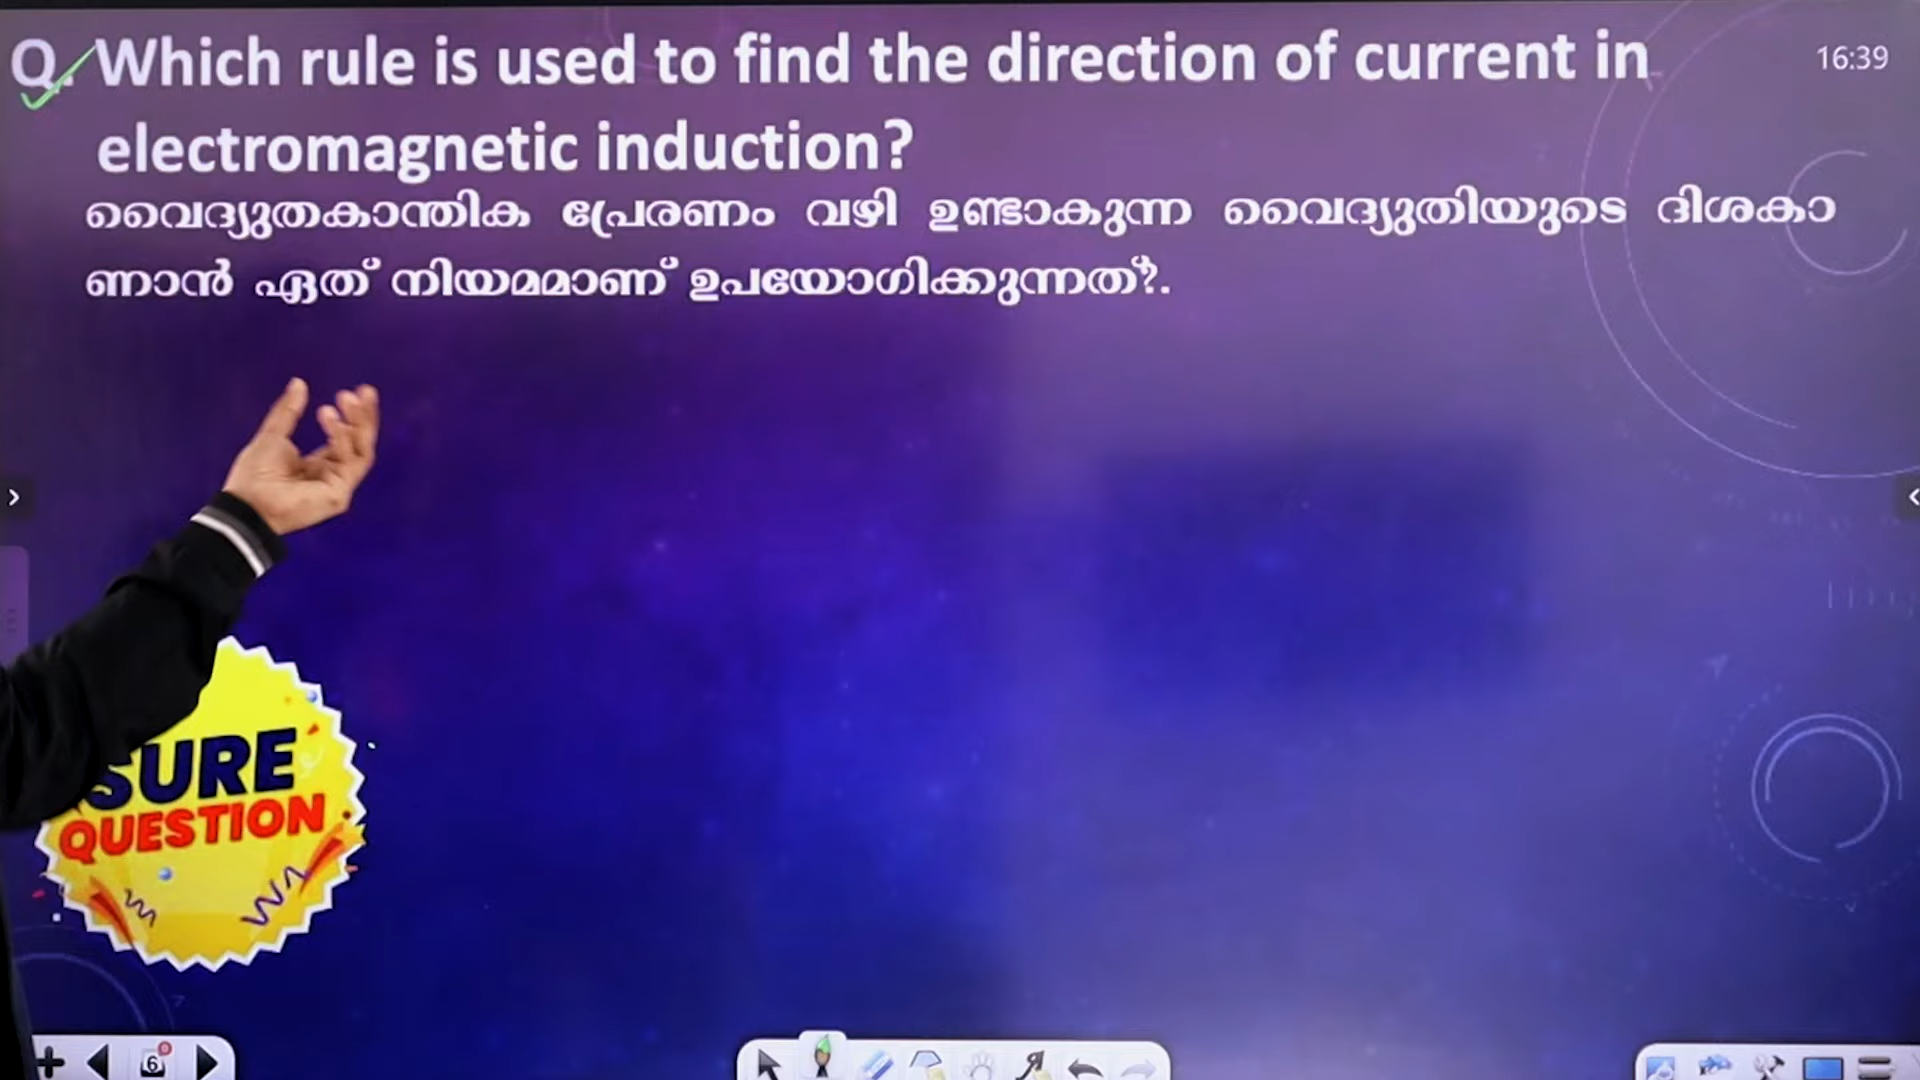 Q. Which rule is used to find the direction of current in
16:39
electromagnetic induction?
വൈദ്യുതകാന്തിക പ്രേരണം വഴി ഉണ്ടാകുന്ന വൈദ്യുതിയുടെ ദിശകാ
ണാൻ ഏത് നിയമമാണ് ഉപയോഗിക്കുന്നത്?.
SURE
QUESTION
6